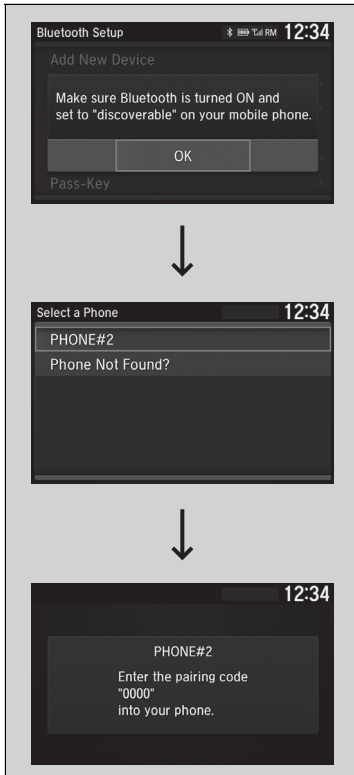 Bluetooth Setup RM 12:34
Add New Device
Make sure Bluetooth is turned ON and
set to "discoverable" on your mobile phone.
OK
Pass-Key
Select a Phone 12:34
PHONE#2
Phone Not Found?
12:34
PHONE#2
Enter the pairing code
"0000"
into your phone.